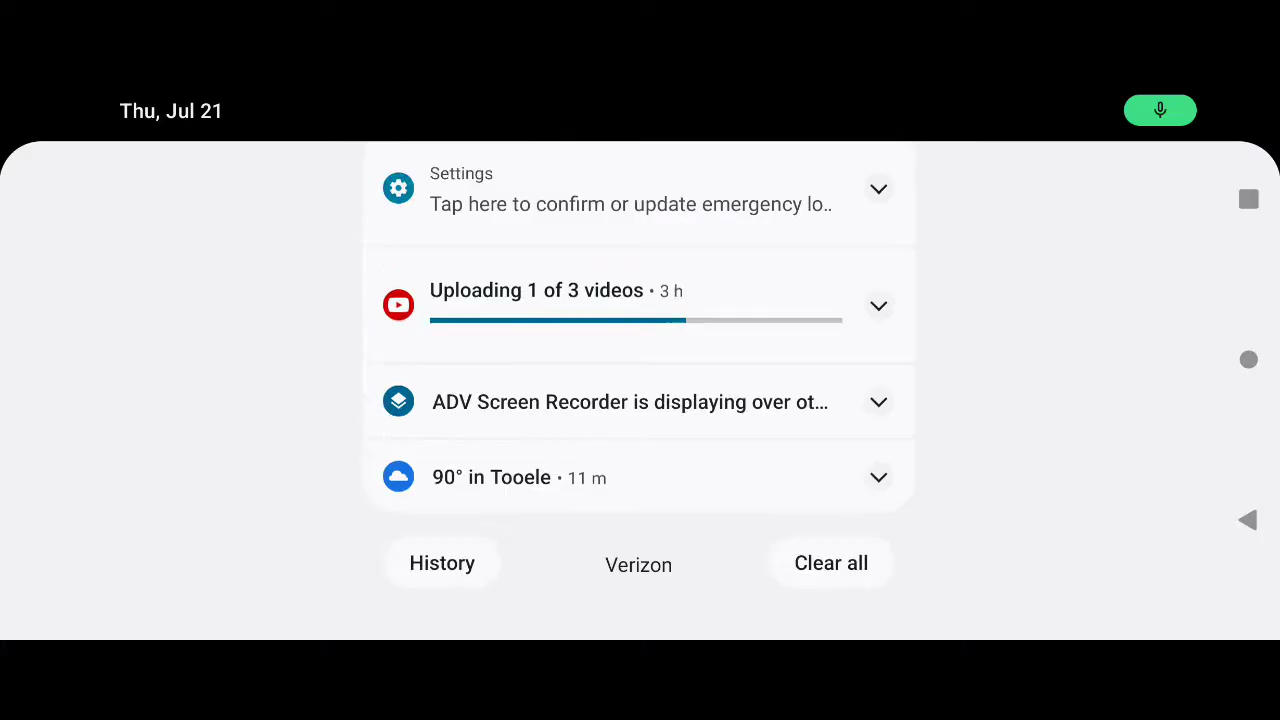 Thu, Jul 21
Settings
Tap here to confirm or update emergency lo..
Uploading 1 of 3 videos • 3 h
ADV Screen Recorder is displaying over ot...
90° in Tooele • 11 m
History Verizon Clear all